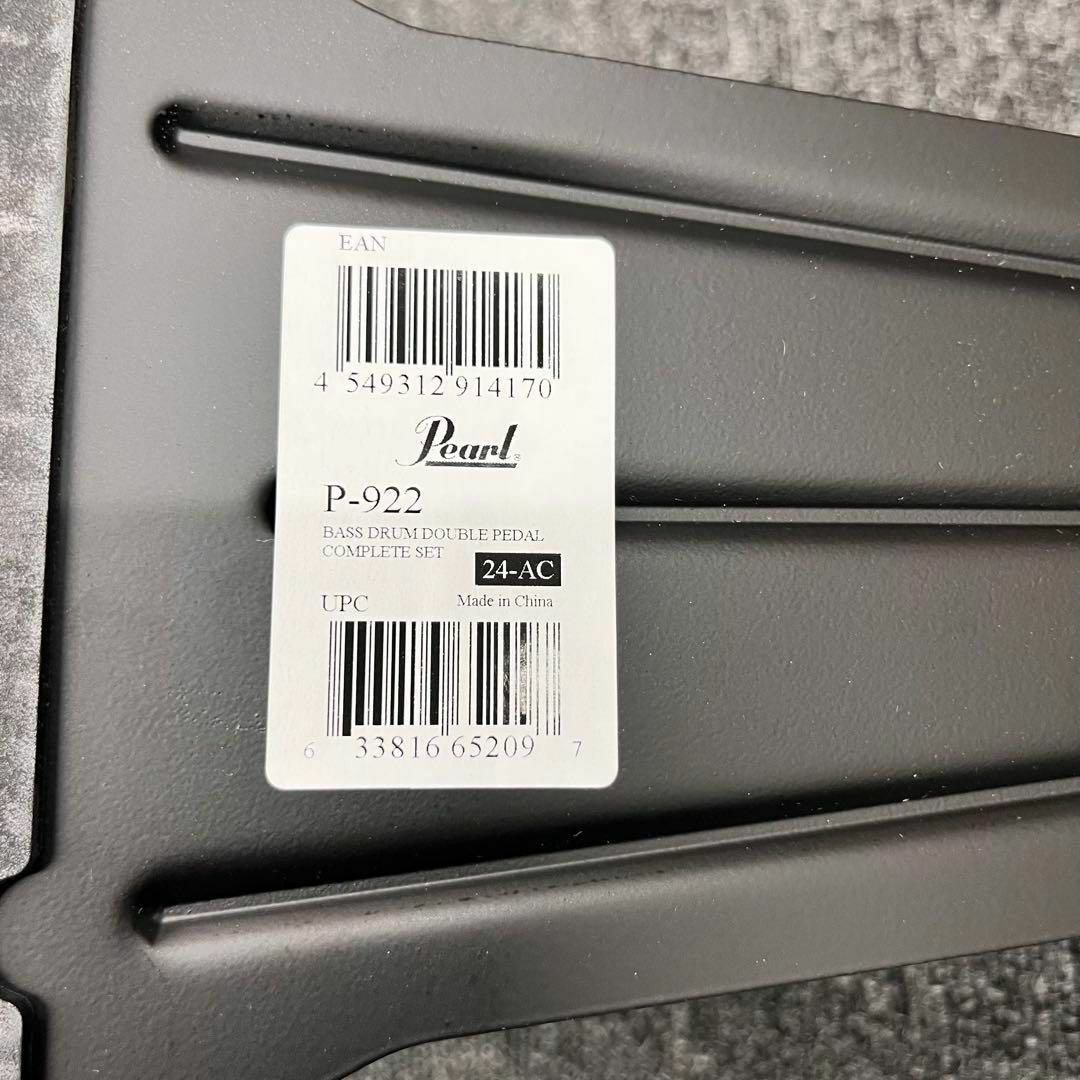 EAN
4 549312 914170
Pearl®
P-922
BASS DRUM DOUBLE PEDAL
COMPLETE SET
24-AC
UPC
Made in China
6 33816 65209 7